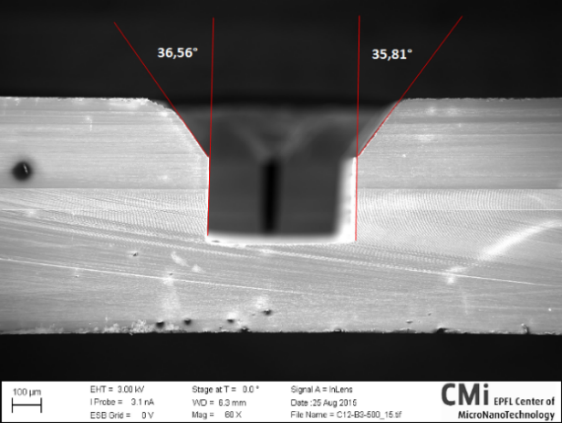 36,56°
35,81°
100 µm
EHT = 3.00 kV
I Probe = 3.1 nA
ESB Grid = 0 V
Stage at T = 0.0 °
WD = 6.3 mm
Mag = 60 X
Signal A = InLens
Date :25 Aug 2015
File Name = C12-B3-500_15.tif
CMi EPFL Center of
MicroNanoTechnology